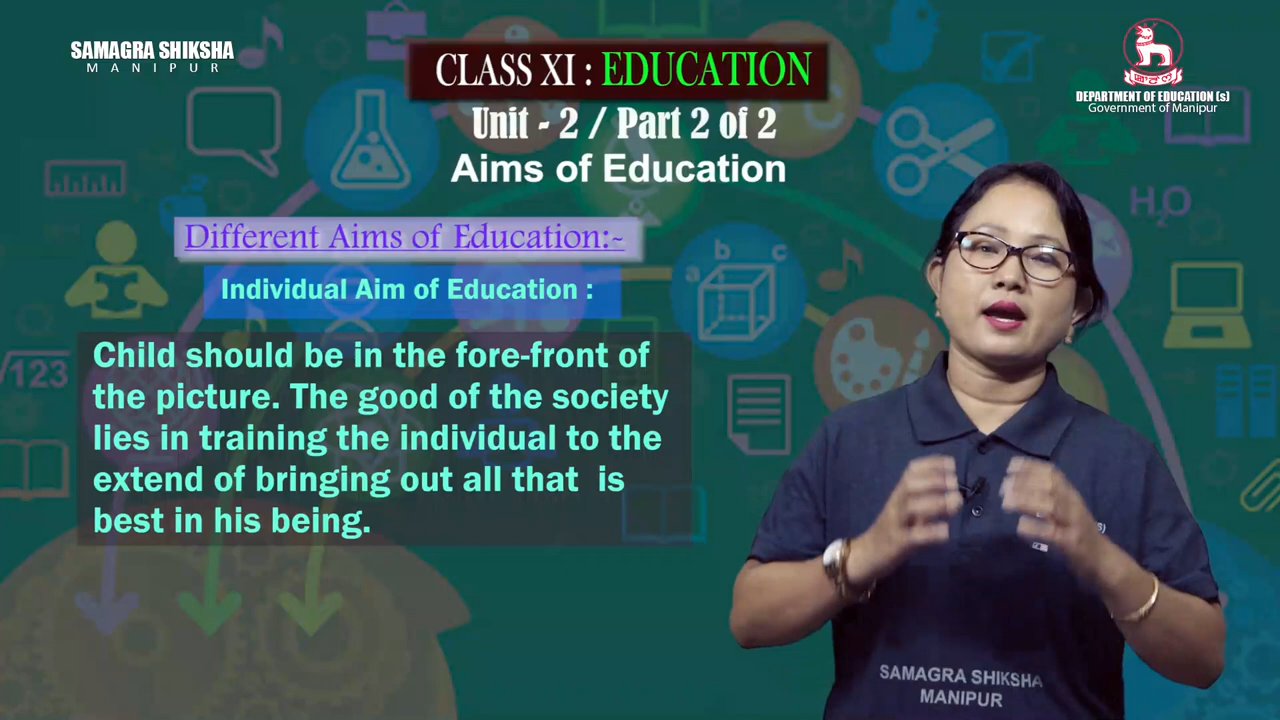 SAMAGRA SHIKSHA
MANIPUR
CLASS XI : EDUCATION
Unit - 2 / Part 2 of 2
Aims of Education
DEPARTMENT OF EDUCATION (S)
Government of Manipur
Different Aims of Education:~
Individual Aim of Education :
Child should be in the fore-front of
the picture. The good of the society
lies in training the individual to the
extend of bringing out all that is
best in his being.
H2O
a b c
√123
SAMAGRA SHIKSHA
MANIPUR